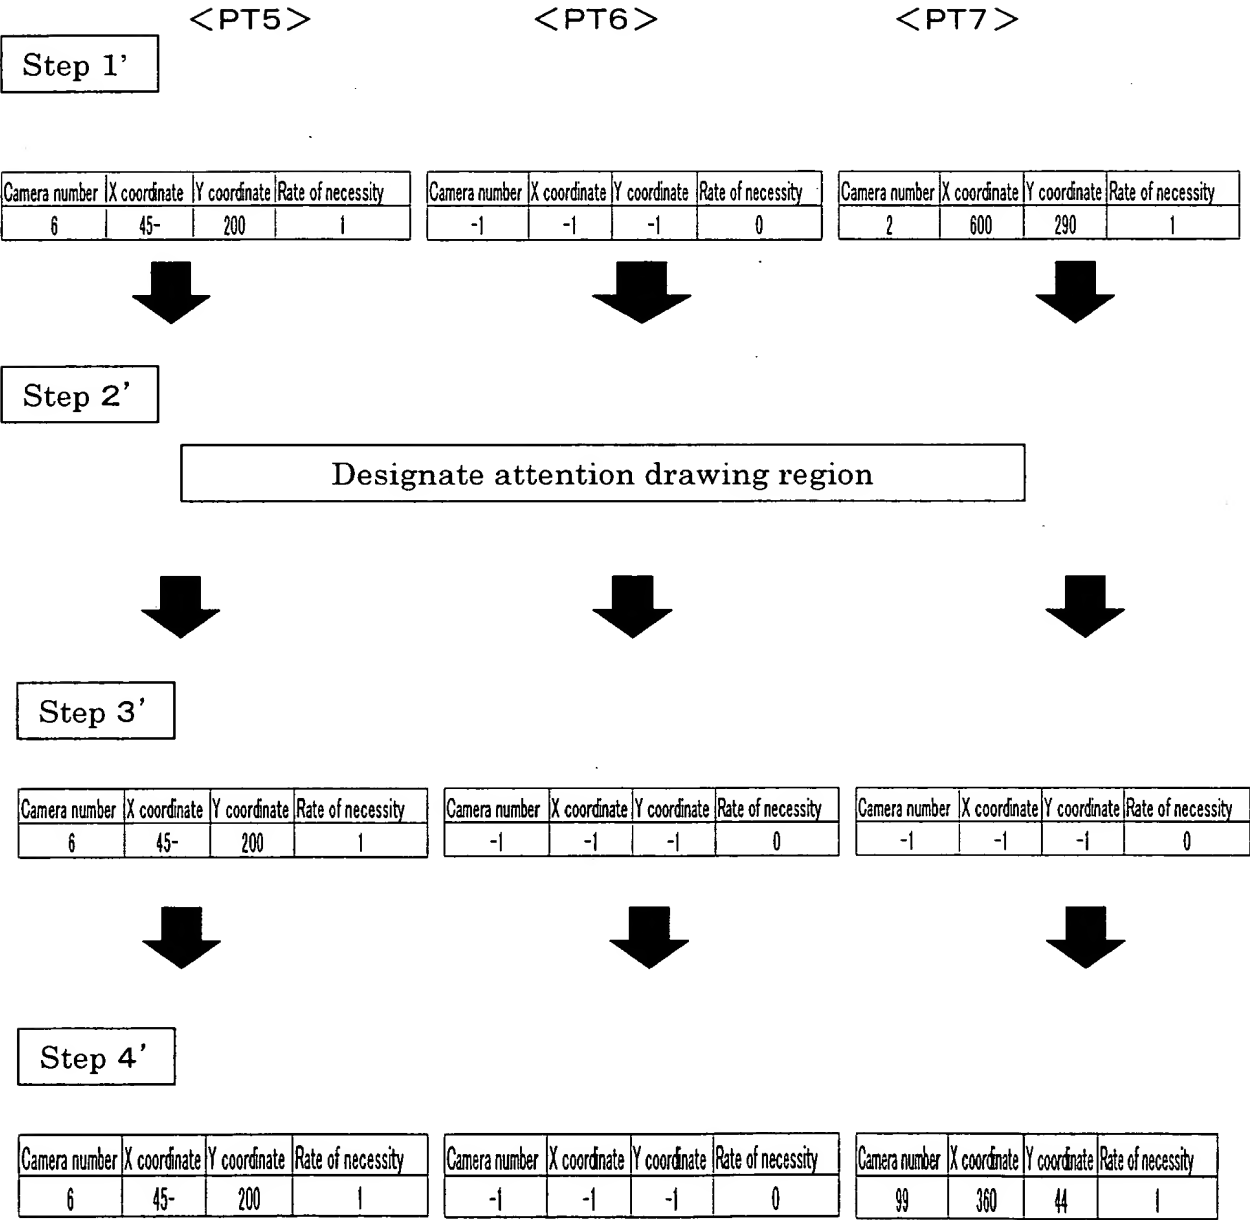 <PT5> <PT6> <PT7>
Step 1’
Camera number X coordinate Y coordinate Rate of necessity Camera number X coordinate Y coordinate Rate of necessity Camera number X coordinate Y coordinate Rate of necessity
6 45- 200 1 -1 -1 -1 0 2 600 290 1
Step 2’
Designate attention drawing region
Step 3’
Camera number X coordinate Y coordinate Rate of necessity Camera number X coordinate Y coordinate Rate of necessity Camera number X coordinate Y coordinate Rate of necessity
6 45- 200 1 -1 -1 -1 0 -1 -1 -1 0
Step 4’
Camera number X coordinate Y coordinate Rate of necessity Camera number X coordinate Y coordinate Rate of necessity Camera number X coordinate Y coordinate Rate of necessity
6 45- 200 1 -1 -1 -1 0 99 360 44 1